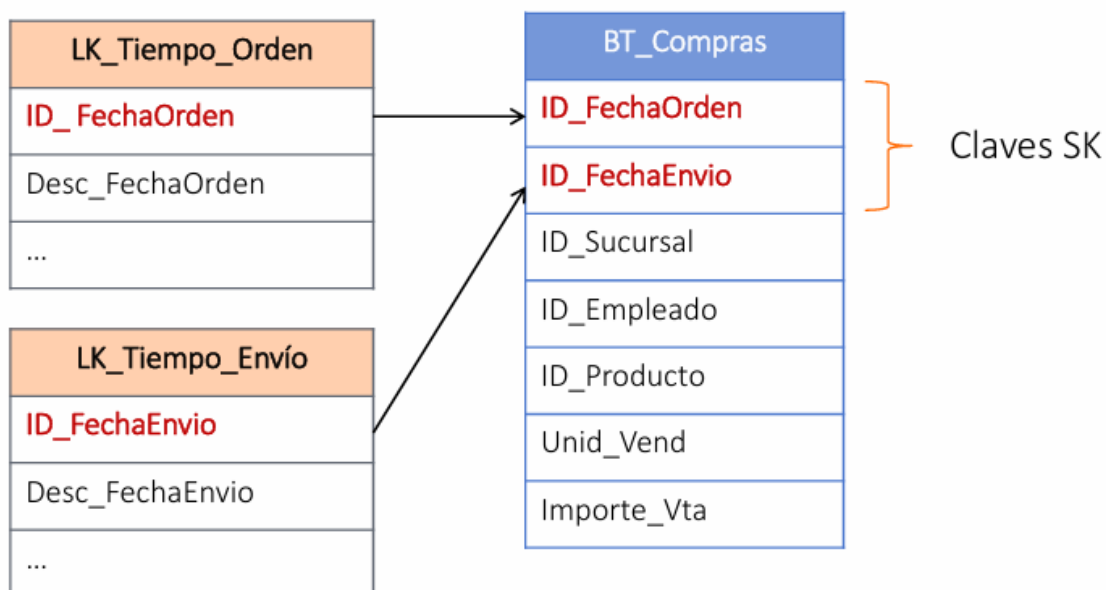 LK_Tiempo_Orden
ID_ FechaOrden
Desc_FechaOrden
...
LK_Tiempo_Envío
ID_FechaEnvio
Desc_FechaEnvio
...
BT_Compras
ID_FechaOrden
ID_FechaEnvio
ID_Sucursal
ID_Empleado
ID_Producto
Unid_Vend
Importe_Vta
Claves SK